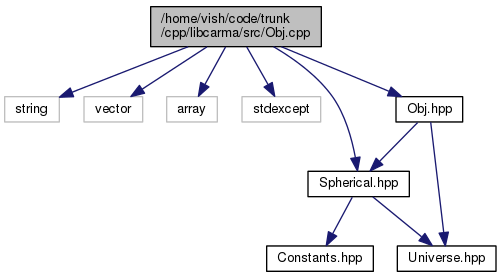 /home/vish/code/trunk
/cpp/libcarma/src/Obj.cpp
string
vector
array
stdexcept
Obj.hpp
Spherical.hpp
Constants.hpp
Universe.hpp